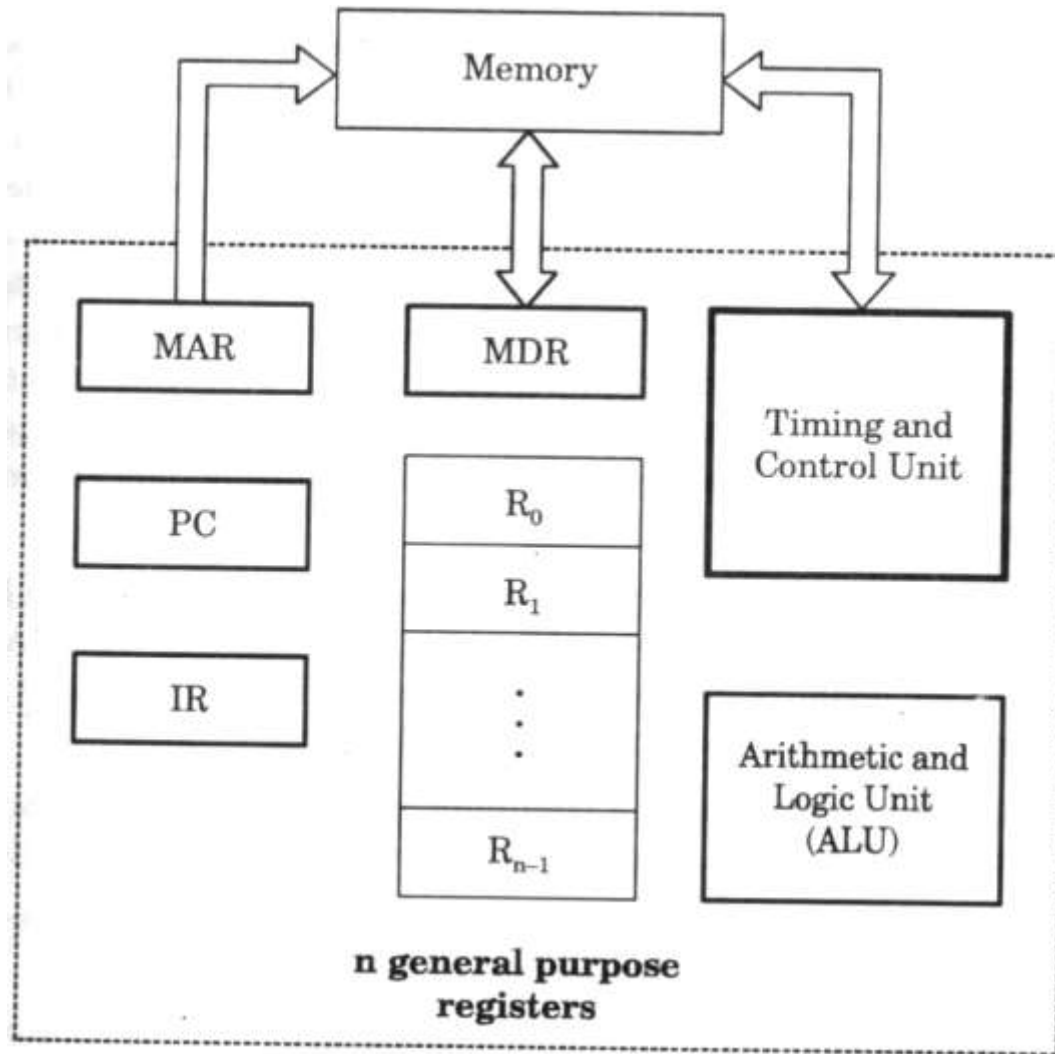 Memory
MAR
MDR
Timing and
Control Unit
PC
R₀
R₁
IR
Arithmetic and
Logic Unit
(ALU)
Rₙ₋₁
n general purpose
registers